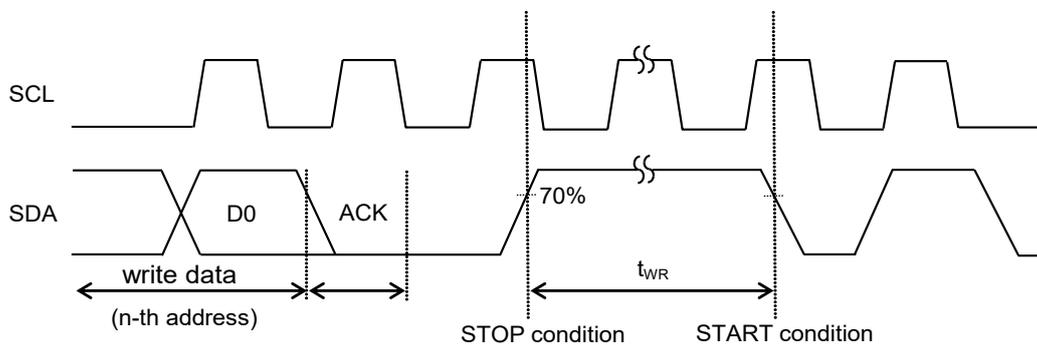 SCL
SDA
D0
ACK
70%
write data
(n-th address)
tWR
STOP condition
START condition